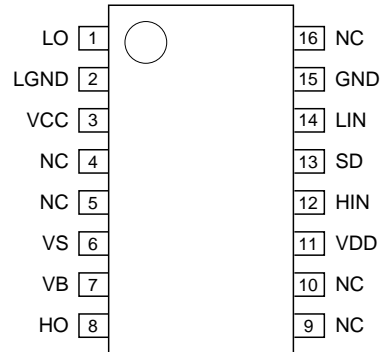 LO 1 16 NC
LGND 2 15 GND
VCC 3 14 LIN
NC 4 13 SD
NC 5 12 HIN
VS 6 11 VDD
VB 7 10 NC
HO 8 9 NC